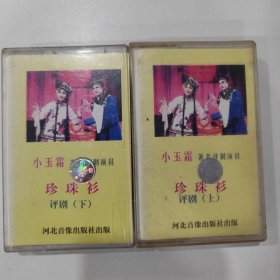 小玉霜 剧演员
珍珠衫
评剧（下）
河北音像出版社出版
小玉霜 著名评剧演员
珍珠衫
评剧（上）
河北音像出版社出版